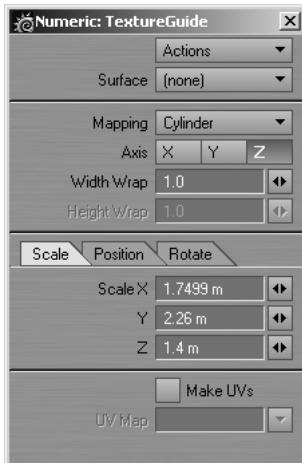 Numeric: TextureGuide
Actions
Surface (none)
Mapping Cylinder
Axis X Y Z
Width Wrap 1.0
Height Wrap 1.0
Scale Position Rotate
Scale X 1.7499 m
Y 2.26 m
Z 1.4 m
Make UVs
UV Map